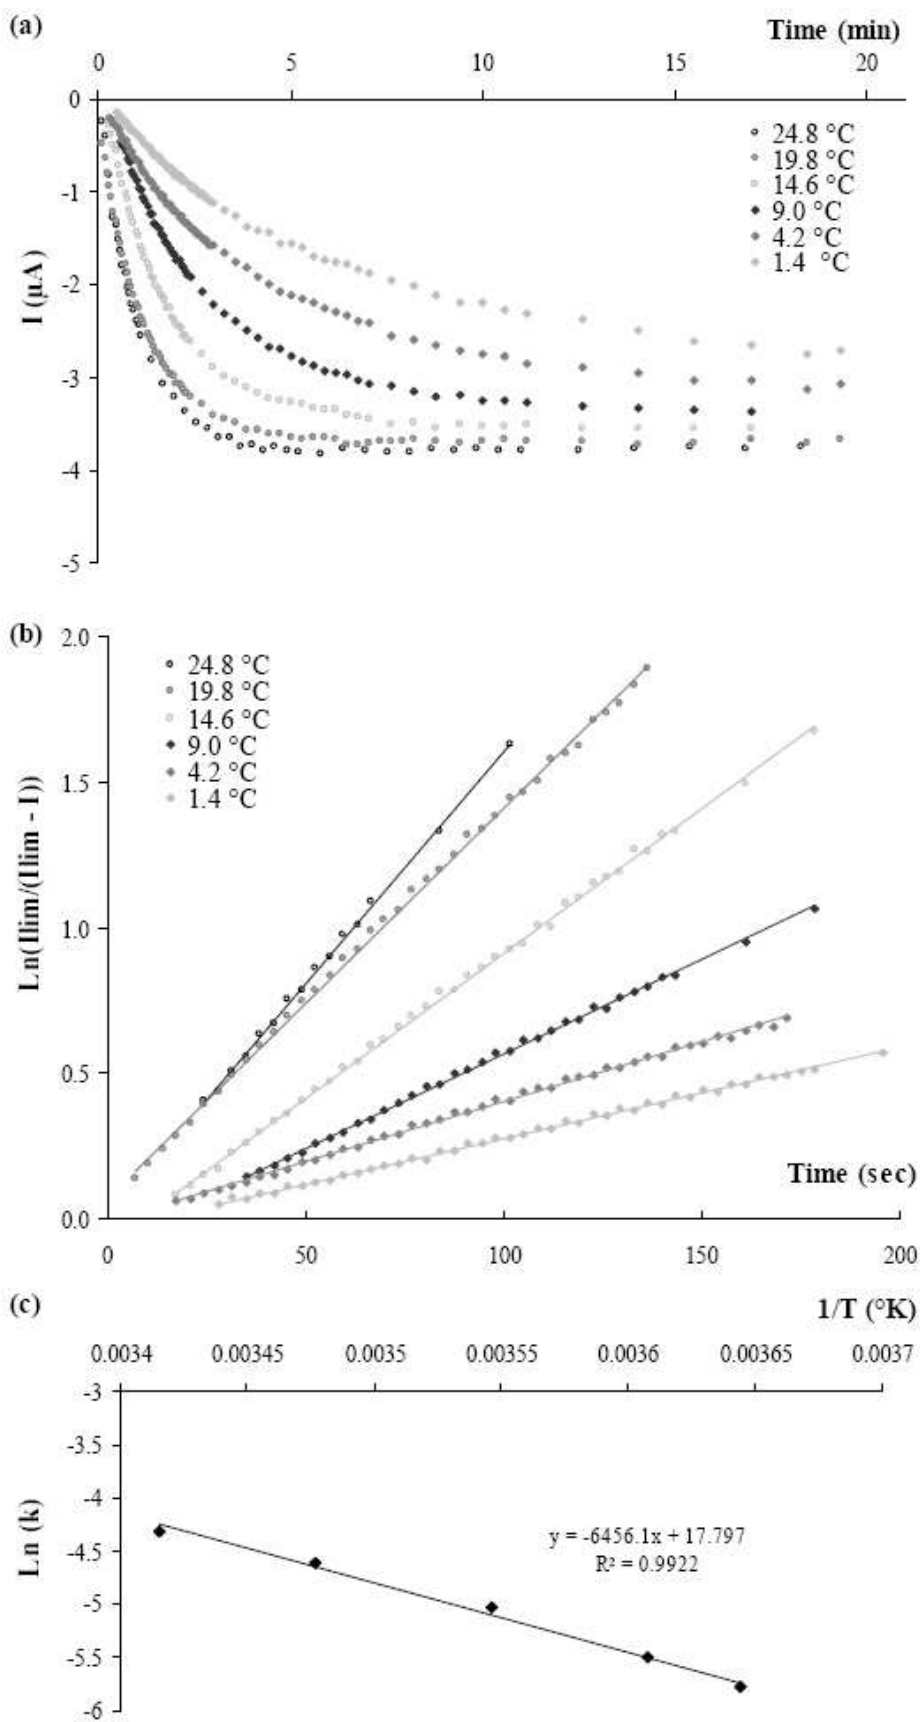 (a)
Time (min)
0 5 10 15 20
0
-1
-2
-3
-4
-5
I (µA)
24.8 °C
19.8 °C
14.6 °C
9.0 °C
4.2 °C
1.4 °C
(b)
2.0
1.5
1.0
0.5
0.0
Ln(Ilim/(Ilim - I))
24.8 °C
19.8 °C
14.6 °C
9.0 °C
4.2 °C
1.4 °C
Time (sec)
0 50 100 150 200
(c)
1/T (°K)
0.0034 0.00345 0.0035 0.00355 0.0036 0.00365 0.0037
-3
-3.5
-4
-4.5
-5
-5.5
-6
Ln (k)
y = -6456.1x + 17.797
R² = 0.9922